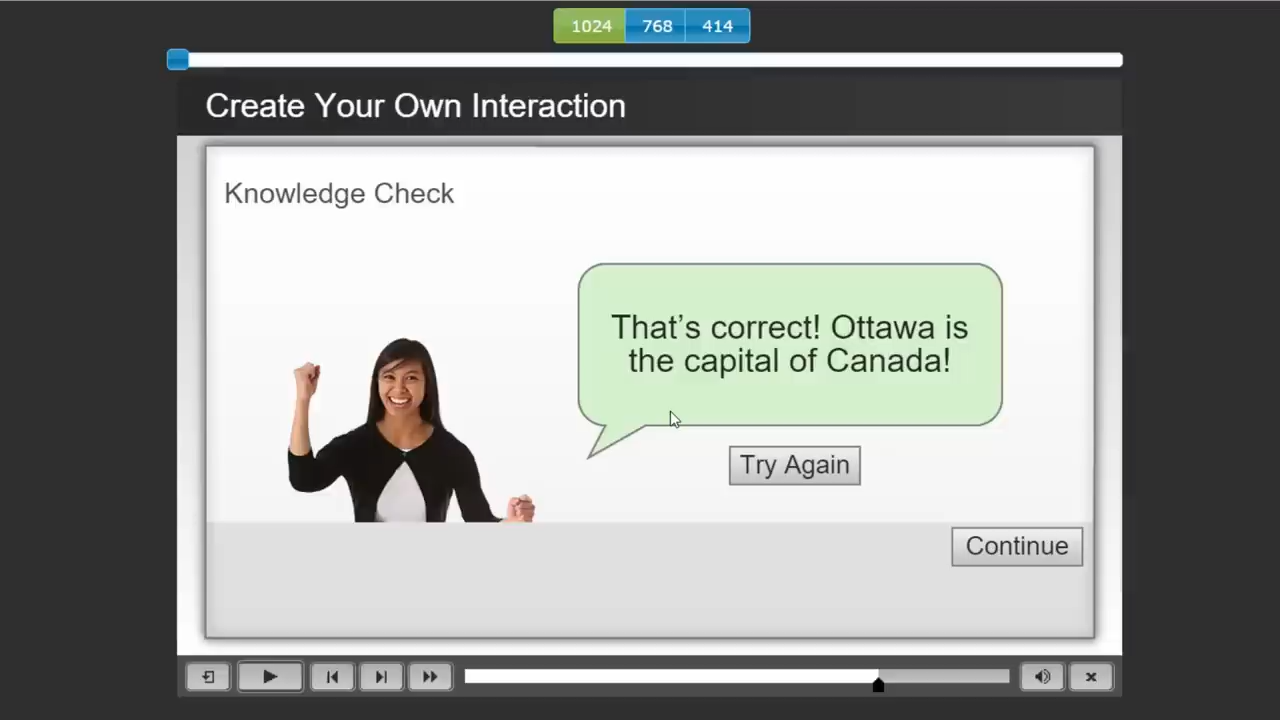 1024 768 414
Create Your Own Interaction
Knowledge Check
That’s correct! Ottawa is
the capital of Canada!
Try Again
Continue